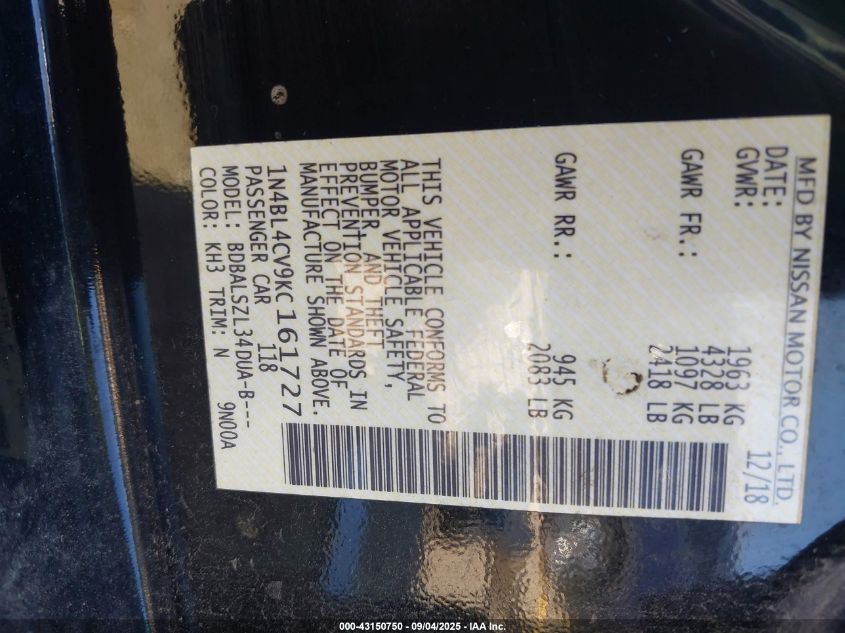 MFD BY NISSAN MOTOR CO., LTD.
DATE: 12/18
GVWR: 1963 KG
4328 LB
GAWR FR.: 1097 KG
2418 LB
GAWR RR.: 945 KG
2083 LB
THIS VEHICLE CONFORMS TO
ALL APPLICABLE FEDERAL
MOTOR VEHICLE SAFETY,
BUMPER, AND THEFT
PREVENTION STANDARDS IN
EFFECT ON THE DATE OF
MANUFACTURE SHOWN ABOVE.
1N4BL4CV9KC161727
PASSENGER CAR 118
MODEL: BDBALSZL34DUA-B---
COLOR: KH3 TRIM: N 9N00A
000-43150750 - 09/04/2025 - IAA Inc.